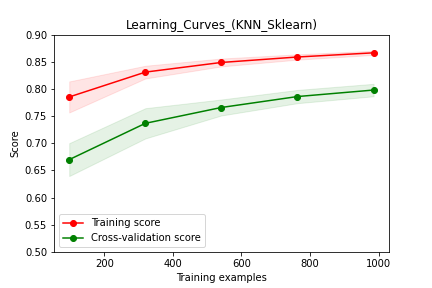 Learning_Curves_(KNN_Sklearn)
0.90
0.85
0.80
0.75
0.70
0.65
0.60
0.55
0.50
Score
Training score
Cross-validation score
200 400 600 800 1000
Training examples